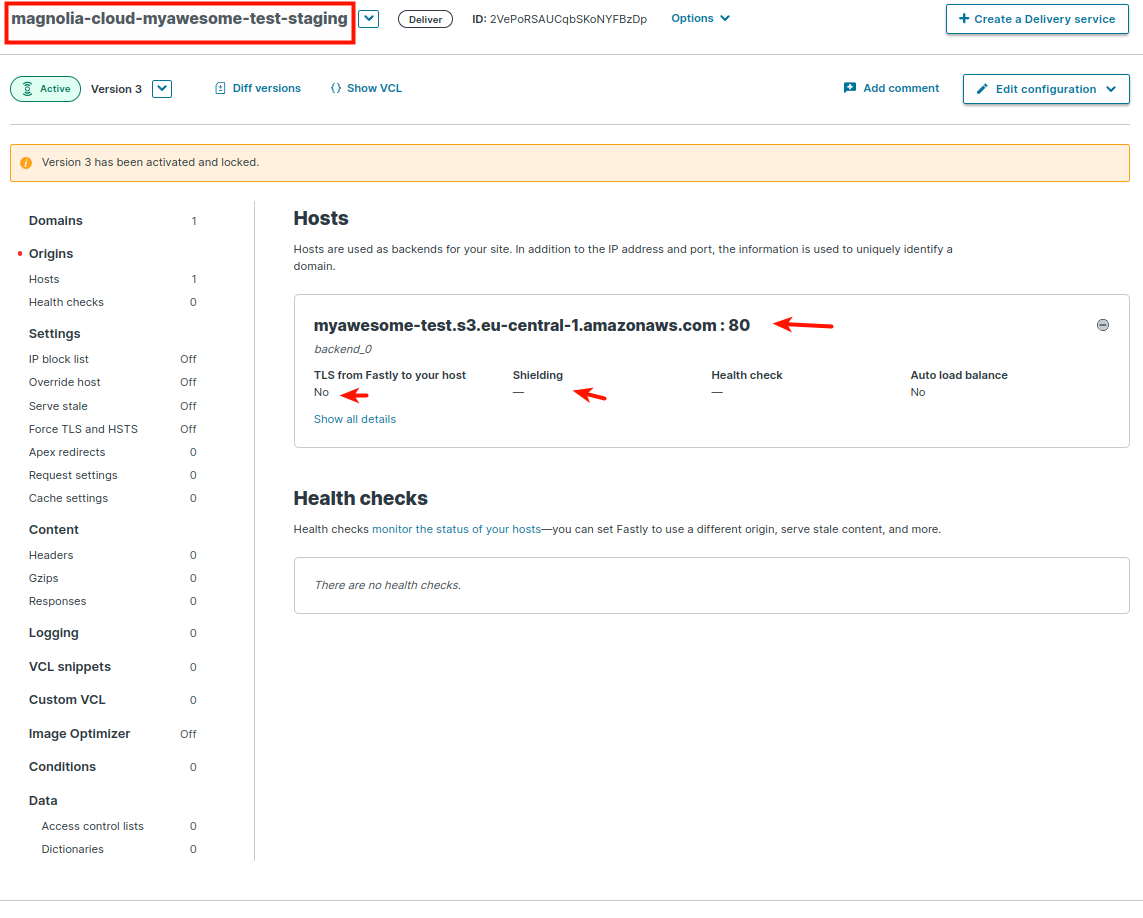 magnolia-cloud-myawesome-test-staging Deliver ID: 2VePoRSAUCqbSKoNYFBzDp Options + Create a Delivery service
Active Version 3 Diff versions {} Show VCL Add comment Edit configuration
Version 3 has been activated and locked.
Domains 1
Origins
Hosts 1
Health checks 0
Settings
IP block list Off
Override host Off
Serve stale Off
Force TLS and HSTS Off
Apex redirects 0
Request settings 0
Cache settings 0
Content
Headers 0
Gzips 0
Responses 0
Logging 0
VCL snippets 0
Custom VCL 0
Image Optimizer Off
Conditions 0
Data
Access control lists 0
Dictionaries 0
Hosts
Hosts are used as backends for your site. In addition to the IP address and port, the information is used to uniquely identify a
domain.
myawesome-test.s3.eu-central-1.amazonaws.com : 80
backend_0
TLS from Fastly to your host Shielding Health check Auto load balance
No — — No
Show all details
Health checks
Health checks monitor the status of your hosts—you can set Fastly to use a different origin, serve stale content, and more.
There are no health checks.